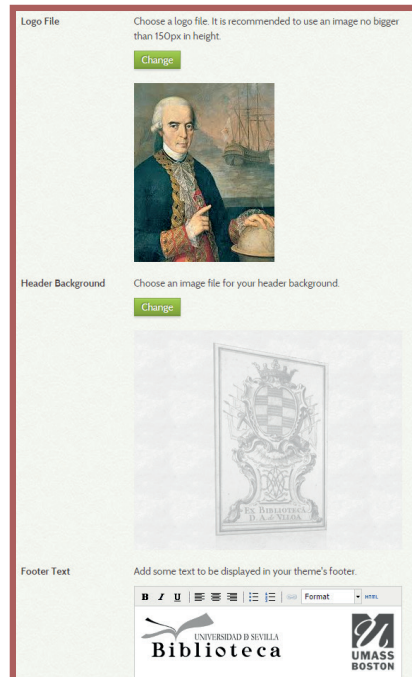 Logo File
Choose a logo file. It is recommended to use an image no bigger
than 150px in height.
Change
Header Background
Choose an image file for your header background.
Change
EX BIBLIOTECA
D. A. d ULLOA
Footer Text
Add some text to be displayed in your theme's footer.
B I U Format HTML
UNIVERSIDAD D SEVILLA
Biblioteca
UMASS
BOSTON